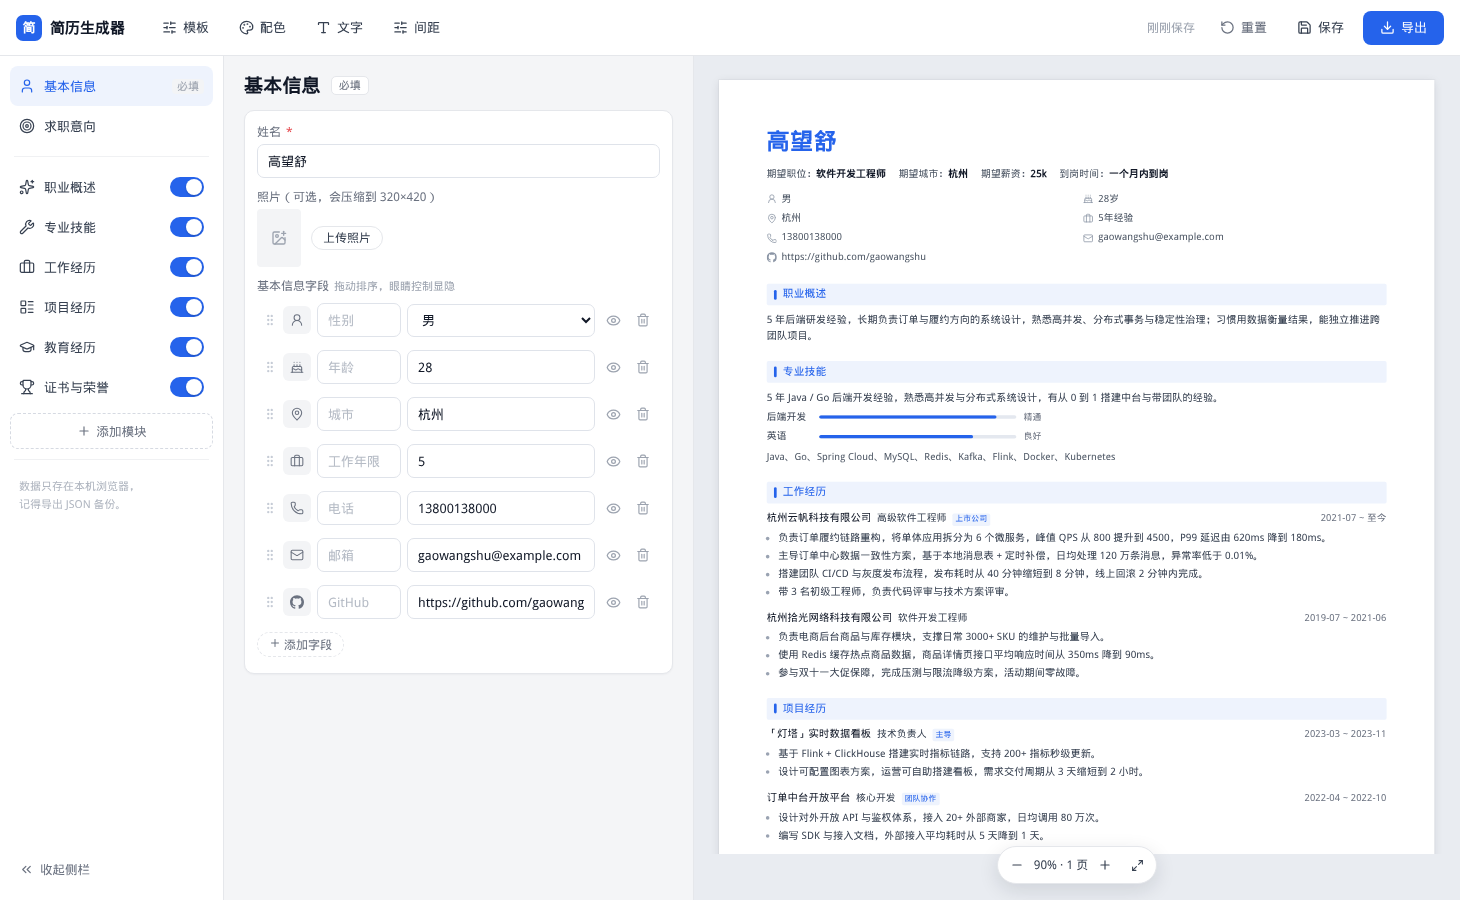 简 简历生成器 模板 配色 文字 间距 刚刚保存 重置 保存 导出
基本信息 必填
求职意向
职业概述
专业技能
工作经历
项目经历
教育经历
证书与荣誉
添加模块
数据只存在本机浏览器，
记得导出 JSON 备份。
收起侧栏
基本信息 必填
姓名 *
高望舒
照片（可选，会压缩到 320×420）
上传照片
基本信息字段 拖动排序，眼睛控制显隐
性别 男
年龄 28
城市 杭州
工作年限 5
电话 13800138000
邮箱 gaowangshu@example.com
GitHub https://github.com/gaowang
添加字段
高望舒
期望职位：软件开发工程师 期望城市：杭州 期望薪资：25k 到岗时间：一个月内到岗
男 28岁
杭州 5年经验
13800138000 gaowangshu@example.com
https://github.com/gaowangshu
职业概述
5 年后端研发经验，长期负责订单与履约方向的系统设计，熟悉高并发、分布式事务与稳定性治理；习惯用数据衡量结果，能独立推进跨
团队项目。
专业技能
5 年 Java / Go 后端开发经验，熟悉高并发与分布式系统设计，有从 0 到 1 搭建中台与带团队的经验。
后端开发 精通
英语 良好
Java、Go、Spring Cloud、MySQL、Redis、Kafka、Flink、Docker、Kubernetes
工作经历
杭州云帆科技有限公司 高级软件工程师 上市公司 2021-07 ~ 至今
负责订单履约链路重构，将单体应用拆分为 6 个微服务，峰值 QPS 从 800 提升到 4500，P99 延迟由 620ms 降到 180ms。
主导订单中心数据一致性方案，基于本地消息表 + 定时补偿，日均处理 120 万条消息，异常率低于 0.01%。
搭建团队 CI/CD 与灰度发布流程，发布耗时从 40 分钟缩短到 8 分钟，线上回滚 2 分钟内完成。
带 3 名初级工程师，负责代码评审与技术方案评审。
杭州拾光网络科技有限公司 软件开发工程师 2019-07 ~ 2021-06
负责电商后台商品与库存模块，支撑日常 3000+ SKU 的维护与批量导入。
使用 Redis 缓存热点商品数据，商品详情页接口平均响应时间从 350ms 降到 90ms。
参与双十一大促保障，完成压测与限流降级方案，活动期间零故障。
项目经历
「灯塔」实时数据看板 技术负责人 主导 2023-03 ~ 2023-11
基于 Flink + ClickHouse 搭建实时指标链路，支持 200+ 指标秒级更新。
设计可配置图表方案，运营可自助搭建看板，需求交付周期从 3 天缩短到 2 小时。
订单中台开放平台 核心开发 团队协作 2022-04 ~ 2022-10
设计对外开放 API 与鉴权体系，接入 20+ 外部商家，日均调用 80 万次。
编写 SDK 与接入文档，外部接入平均耗时从 5 天降到 1 天。
90% · 1 页